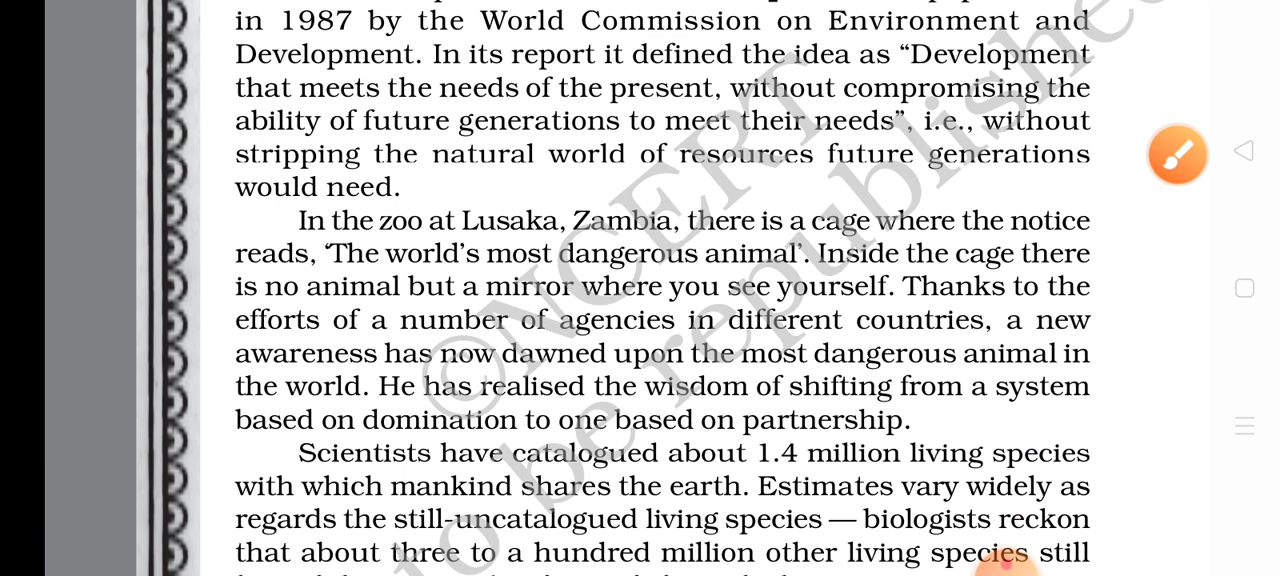 in 1987 by the World Commission on Environment and
Development. In its report it defined the idea as “Development
that meets the needs of the present, without compromising the
ability of future generations to meet their needs”, i.e., without
stripping the natural world of resources future generations
would need.
In the zoo at Lusaka, Zambia, there is a cage where the notice
reads, ‘The world’s most dangerous animal’. Inside the cage there
is no animal but a mirror where you see yourself. Thanks to the
efforts of a number of agencies in different countries, a new
awareness has now dawned upon the most dangerous animal in
the world. He has realised the wisdom of shifting from a system
based on domination to one based on partnership.
Scientists have catalogued about 1.4 million living species
with which mankind shares the earth. Estimates vary widely as
regards the still-uncatalogued living species — biologists reckon
that about three to a hundred million other living species still
©NCERT
to be republished